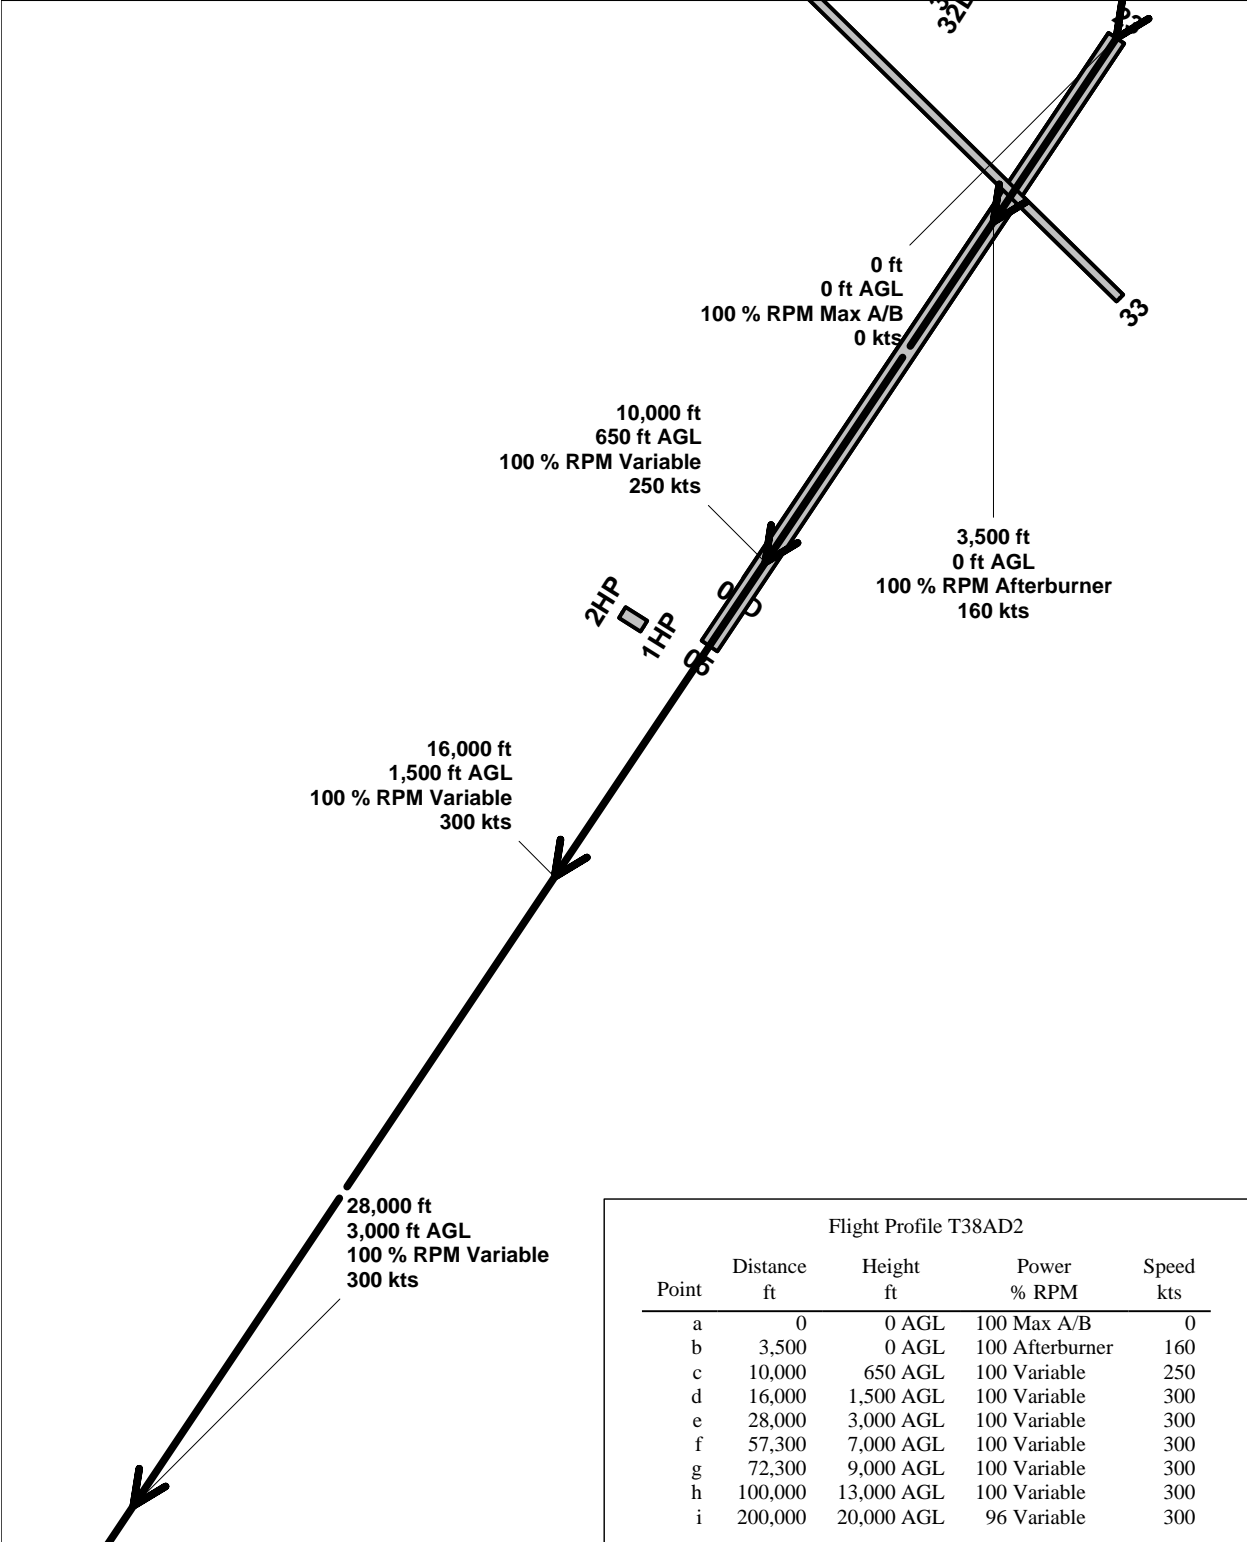 33
0 ft
0 ft AGL
100 % RPM Max A/B
0 kts
10,000 ft
650 ft AGL
100 % RPM Variable
250 kts
3,500 ft
0 ft AGL
100 % RPM Afterburner
160 kts
2HP
1HP
16,000 ft
1,500 ft AGL
100 % RPM Variable
300 kts
28,000 ft
3,000 ft AGL
100 % RPM Variable
300 kts
Flight Profile T38AD2
Distance Height Power Speed
Point ft ft % RPM kts
a 0 0 AGL 100 Max A/B 0
b 3,500 0 AGL 100 Afterburner 160
c 10,000 650 AGL 100 Variable 250
d 16,000 1,500 AGL 100 Variable 300
e 28,000 3,000 AGL 100 Variable 300
f 57,300 7,000 AGL 100 Variable 300
g 72,300 9,000 AGL 100 Variable 300
h 100,000 13,000 AGL 100 Variable 300
i 200,000 20,000 AGL 96 Variable 300